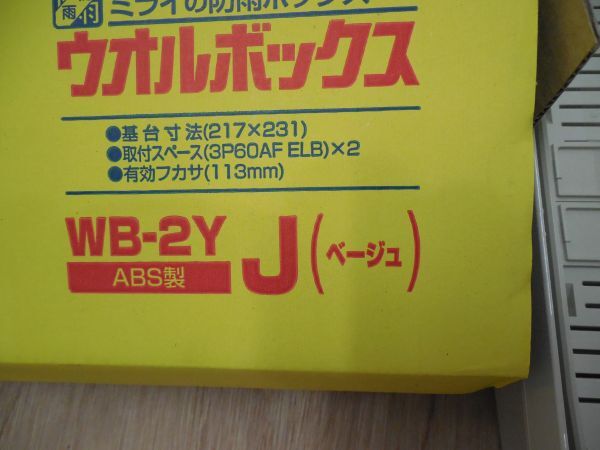 雨
付
ミライの防雨ボックス
ウオルボックス
●基台寸法(217×231)
●取付スペース(3P60AF ELB)×2
●有効フカサ(113mm)
WB-2Y J(ベージュ)
ABS製